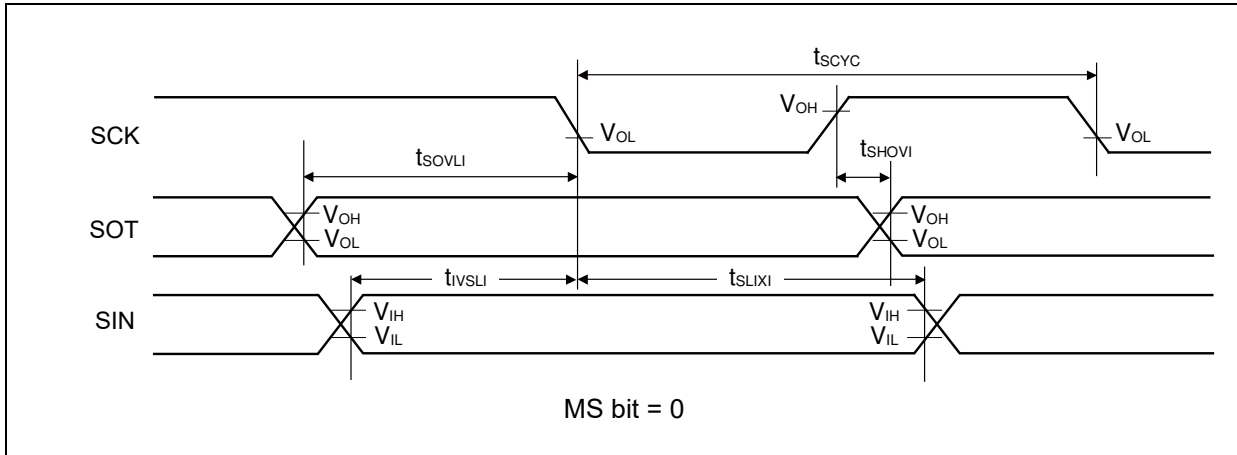 tSCYC
SCK
VOL
VOH
VOL
tSOVLI
tSHOVI
SOT
VOH
VOL
VOH
VOL
tIVSLI
tSLIXI
SIN
VIH
VIL
VIH
VIL
MS bit = 0